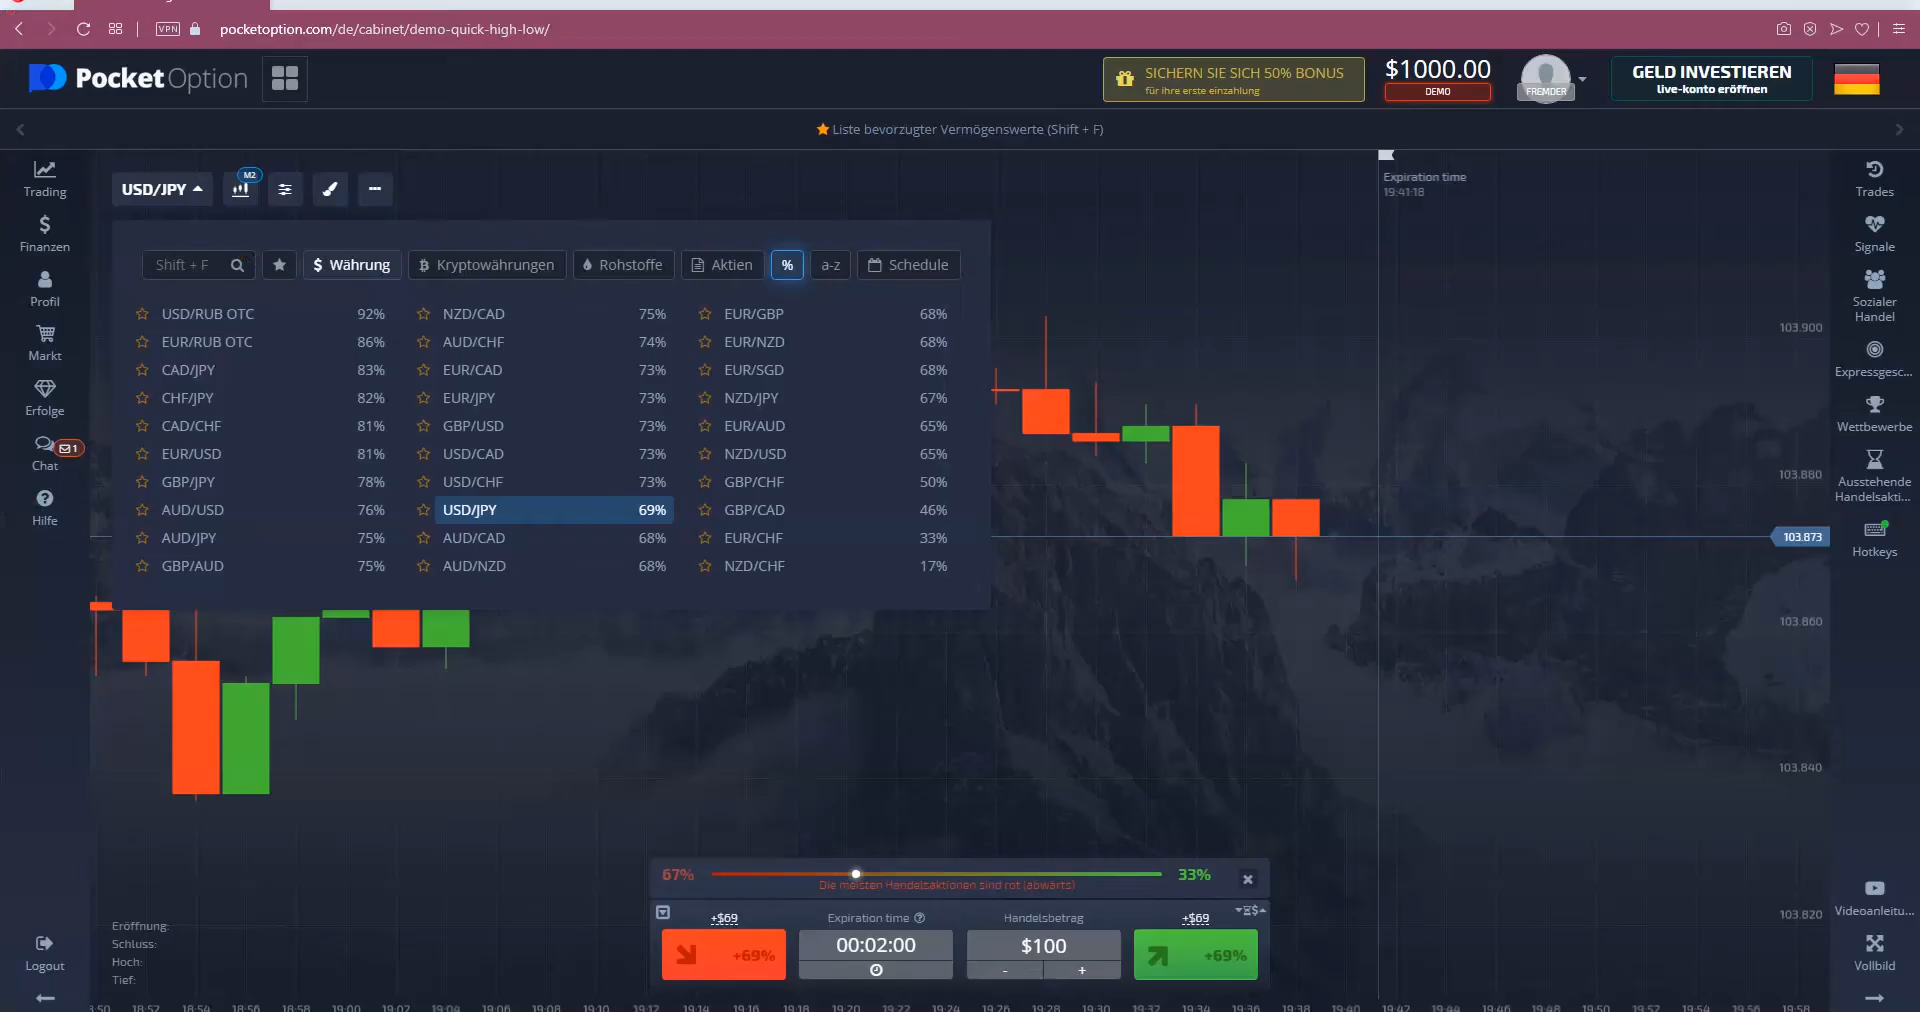 VPN pocketoption.com/de/cabinet/demo-quick-high-low/
PocketOption
SICHERN SIE SICH 50% BONUS
für ihre erste einzahlung
$1000.00
DEMO
FREMDER
GELD INVESTIEREN
live-konto eröffnen
Liste bevorzugter Vermögenswerte (Shift + F)
Trading
Finanzen
Profil
Markt
Erfolge
1
Chat
Hilfe
Logout
USD/JPY
M2
Expiration time
19:41:18
Shift + F
$ Währung
Kryptowährungen
Rohstoffe
Aktien
%
a-z
Schedule
USD/RUB OTC 92%
EUR/RUB OTC 86%
CAD/JPY 83%
CHF/JPY 82%
CAD/CHF 81%
EUR/USD 81%
GBP/JPY 78%
AUD/USD 76%
AUD/JPY 75%
GBP/AUD 75%
NZD/CAD 75%
AUD/CHF 74%
EUR/CAD 73%
EUR/JPY 73%
GBP/USD 73%
USD/CAD 73%
USD/CHF 73%
USD/JPY 69%
AUD/CAD 68%
AUD/NZD 68%
EUR/GBP 68%
EUR/NZD 68%
EUR/SGD 68%
NZD/JPY 67%
EUR/AUD 65%
NZD/USD 65%
GBP/CHF 50%
GBP/CAD 46%
EUR/CHF 33%
NZD/CHF 17%
103.900
103.880
103.873
103.860
103.840
103.820
Trades
Signale
Sozialer
Handel
Expressgesc...
Wettbewerbe
Ausstehende
Handelsakti...
Hotkeys
Videoanleitu...
Vollbild
67% 33%
Die meisten Handelsaktionen sind rot (abwärts)
+$69 Expiration time Handelsbetrag +$69
+69% 00:02:00 $100 +69%
- +
Eröffnung:
Schluss:
Hoch:
Tief:
18:52 18:54 18:56 18:58 19:00 19:02 19:04 19:06 19:08 19:10 19:12 19:14 19:16 19:18 19:20 19:22 19:24 19:26 19:28 19:30 19:32 19:34 19:36 19:38 19:40 19:42 19:44 19:46 19:48 19:50 19:52 19:54 19:56 19:58